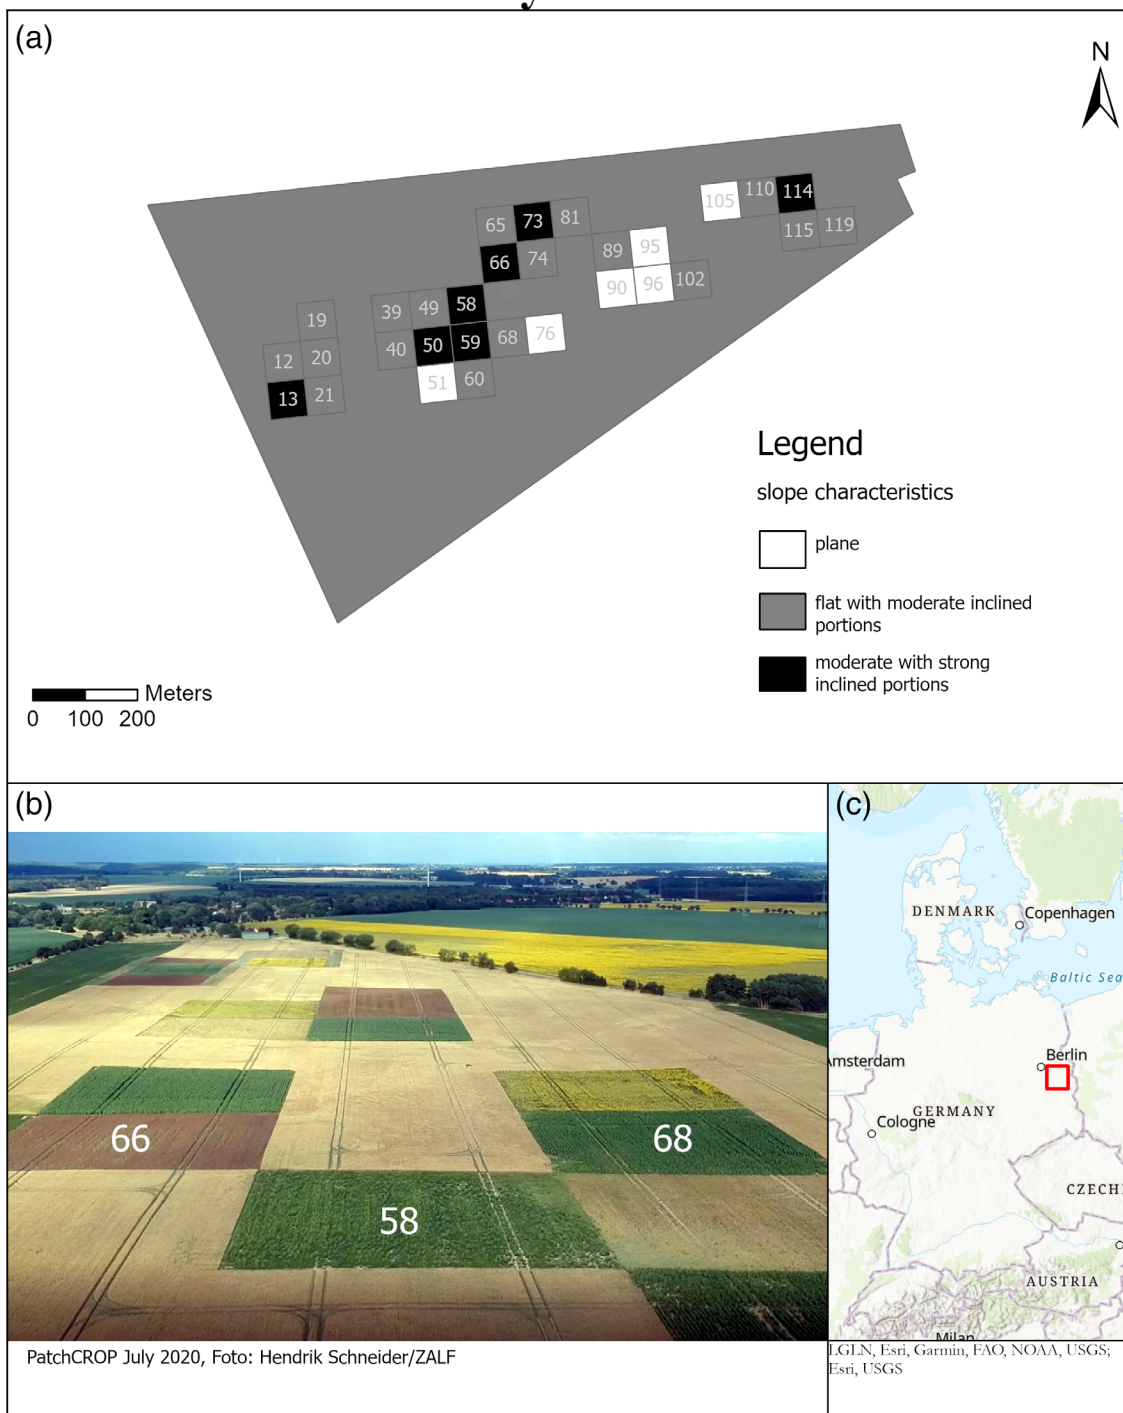 (a)
N
105 110 114
65 73 81
115 119
89 95
66 74
90 96 102
39 49 58
19
40 50 59 68 76
12 20
51 60
13 21
Legend
slope characteristics
plane
flat with moderate inclined
portions
moderate with strong
inclined portions
Meters
0 100 200
(b)
66
68
58
PatchCROP July 2020, Foto: Hendrik Schneider/ZALF
(c)
DENMARK
Copenhagen
Baltic Sea
Berlin
Amsterdam
GERMANY
Cologne
CZECH
AUSTRIA
Milan
LGLN, Esri, Garmin, FAO, NOAA, USGS;
Esri, USGS